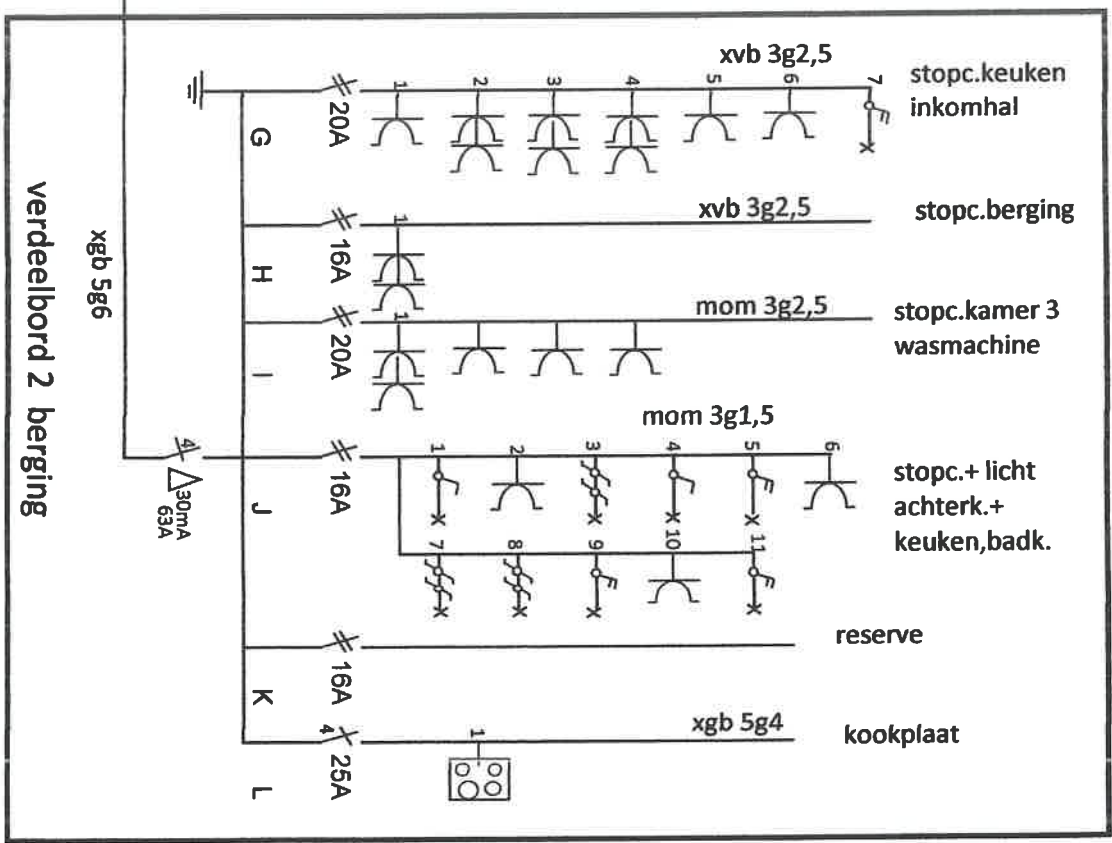 xvb 3g2,5
stopc.keuken
inkomhal
1 2 3 4 5 6 7
20A
G
xvb 3g2,5
stopc.berging
1
16A
H
mom 3g2,5
stopc.kamer 3
wasmachine
1
20A
I
mom 3g1,5
stopc.+ licht
achterk.+
keuken,badk.
1 2 3 4 5 6
7 8 9 10 11
16A
J
reserve
16A
K
xgb 5g4
kookplaat
1
4
25A
L
4
30mA
63A
xgb 5g6
verdeelbord 2 berging